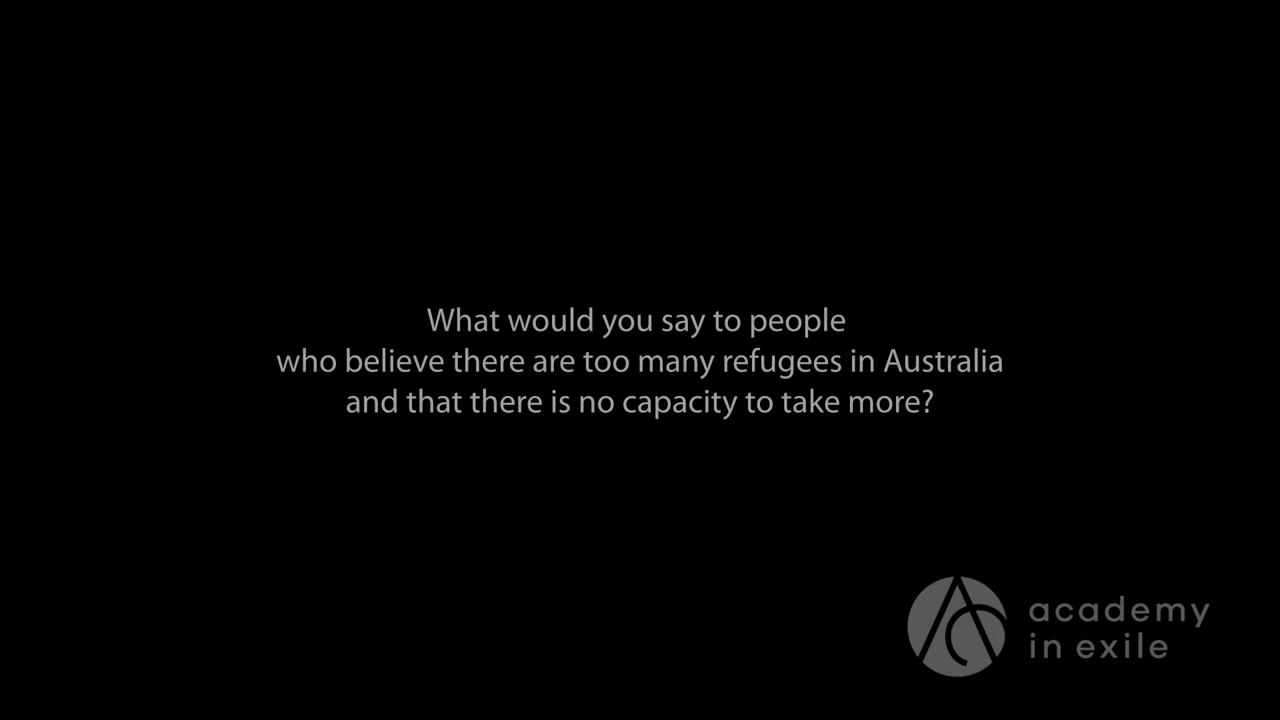 What would you say to people
who believe there are too many refugees in Australia
and that there is no capacity to take more?
academy
in exile